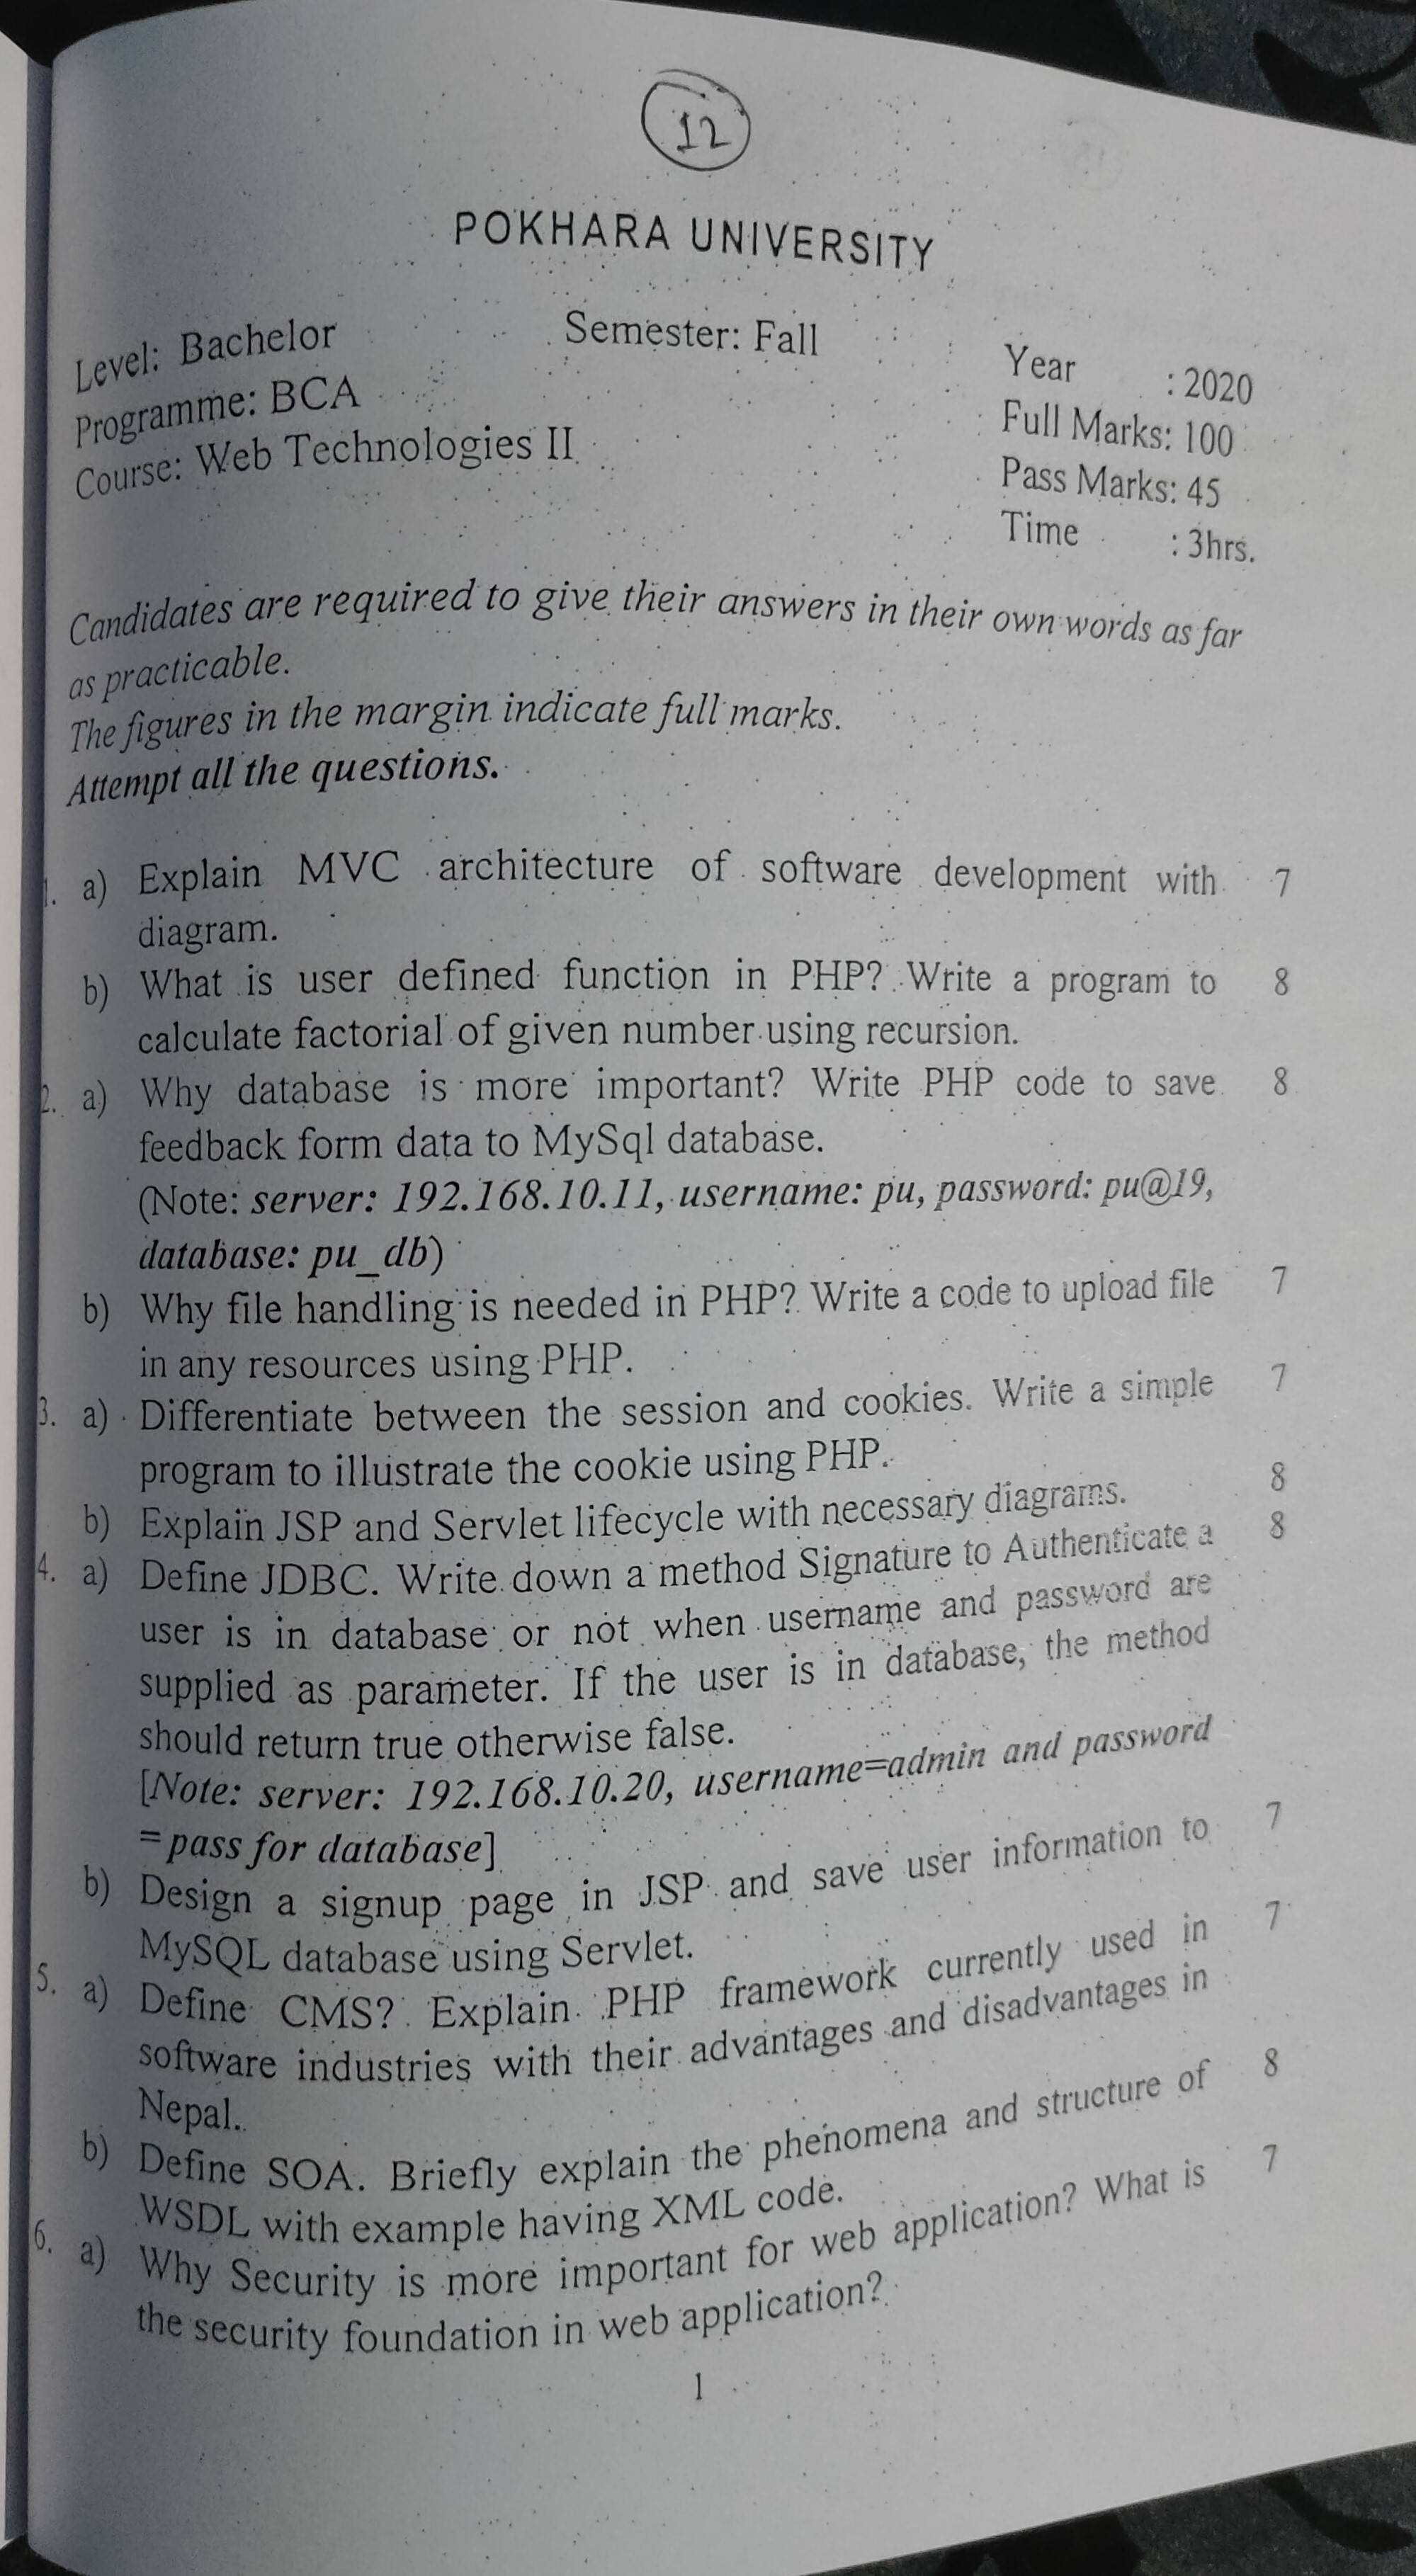 12
POKHARA UNIVERSITY
Level: Bachelor Semester: Fall Year : 2020
Programme: BCA Full Marks: 100
Course: Web Technologies II Pass Marks: 45
Time : 3hrs.
Candidates are required to give their answers in their own words as far
as practicable.
The figures in the margin indicate full marks.
Attempt all the questions.
1. a) Explain MVC architecture of software development with 7
diagram.
b) What is user defined function in PHP? Write a program to 8
calculate factorial of given number using recursion.
2. a) Why database is more important? Write PHP code to save 8
feedback form data to MySql database.
(Note: server: 192.168.10.11, username: pu, password: pu@19,
database: pu_db)
b) Why file handling is needed in PHP? Write a code to upload file 7
in any resources using PHP.
3. a) Differentiate between the session and cookies. Write a simple 7
program to illustrate the cookie using PHP.
b) Explain JSP and Servlet lifecycle with necessary diagrams. 8
4. a) Define JDBC. Write down a method Signature to Authenticate a 8
user is in database or not when username and password are
supplied as parameter. If the user is in database, the method
should return true otherwise false.
[Note: server: 192.168.10.20, username=admin and password
=pass for database]
b) Design a signup page in JSP and save user information to 7
MySQL database using Servlet.
5. a) Define CMS? Explain PHP framework currently used in 7
software industries with their advantages and disadvantages in
Nepal.
b) Define SOA. Briefly explain the phenomena and structure of 8
WSDL with example having XML code.
6. a) Why Security is more important for web application? What is 7
the security foundation in web application?
1